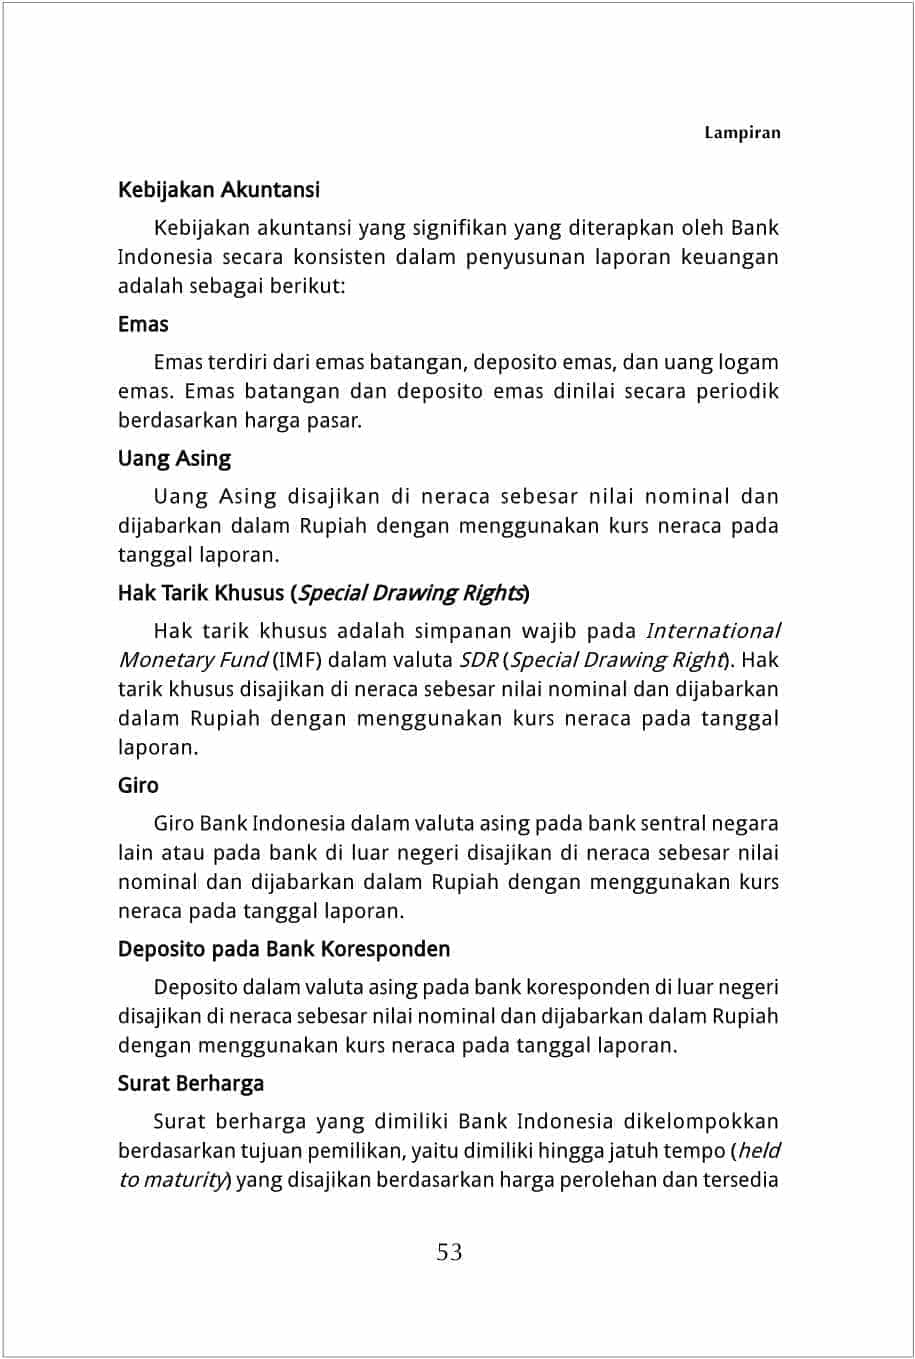 Lampiran
Kebijakan Akuntansi
Kebijakan akuntansi yang signifikan yang diterapkan oleh Bank
Indonesia secara konsisten dalam penyusunan laporan keuangan
adalah sebagai berikut:
Emas
Emas terdiri dari emas batangan, deposito emas, dan uang logam
emas. Emas batangan dan deposito emas dinilai secara periodik
berdasarkan harga pasar.
Uang Asing
Uang Asing disajikan di neraca sebesar nilai nominal dan
dijabarkan dalam Rupiah dengan menggunakan kurs neraca pada
tanggal laporan.
Hak Tarik Khusus (Special Drawing Rights)
Hak tarik khusus adalah simpanan wajib pada International
Monetary Fund (IMF) dalam valuta SDR (Special Drawing Right). Hak
tarik khusus disajikan di neraca sebesar nilai nominal dan dijabarkan
dalam Rupiah dengan menggunakan kurs neraca pada tanggal
laporan.
Giro
Giro Bank Indonesia dalam valuta asing pada bank sentral negara
lain atau pada bank di luar negeri disajikan di neraca sebesar nilai
nominal dan dijabarkan dalam Rupiah dengan menggunakan kurs
neraca pada tanggal laporan.
Deposito pada Bank Koresponden
Deposito dalam valuta asing pada bank koresponden di luar negeri
disajikan di neraca sebesar nilai nominal dan dijabarkan dalam Rupiah
dengan menggunakan kurs neraca pada tanggal laporan.
Surat Berharga
Surat berharga yang dimiliki Bank Indonesia dikelompokkan
berdasarkan tujuan pemilikan, yaitu dimiliki hingga jatuh tempo (held
to maturity) yang disajikan berdasarkan harga perolehan dan tersedia
53